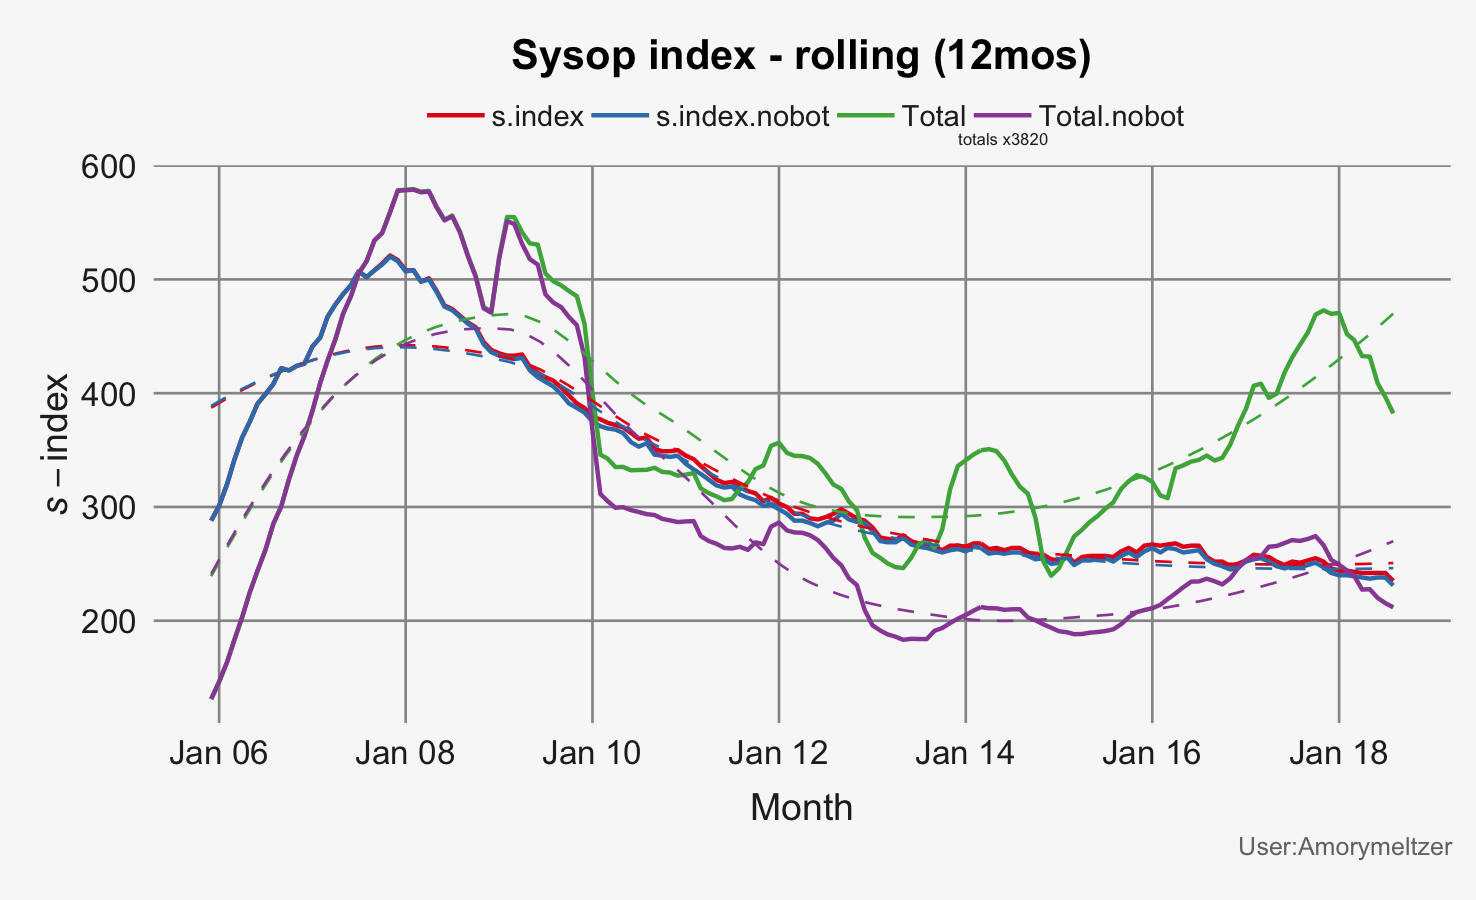 Sysop index - rolling (12mos)
s.index s.index.nobot Total Total.nobot
totals x3820
600
500
400
300
200
s – index
Jan 06 Jan 08 Jan 10 Jan 12 Jan 14 Jan 16 Jan 18
Month
User:Amorymeltzer